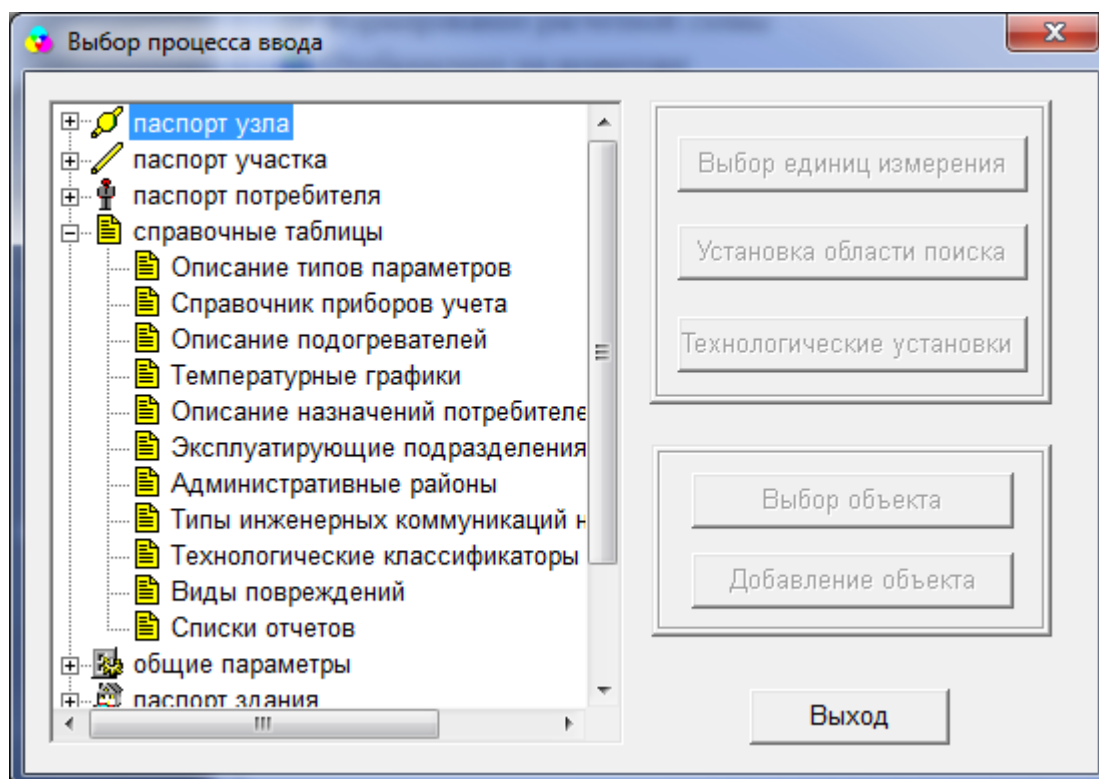 Выбор процесса ввода
паспорт узла
паспорт участка
паспорт потребителя
справочные таблицы
Описание типов параметров
Справочник приборов учета
Описание подогревателей
Температурные графики
Описание назначений потребителе
Эксплуатирующие подразделения
Административные районы
Типы инженерных коммуникаций н
Технологические классификаторы
Виды повреждений
Списки отчетов
общие параметры
паспорт здания
Выбор единиц измерения
Установка области поиска
Технологические установки
Выбор объекта
Добавление объекта
Выход